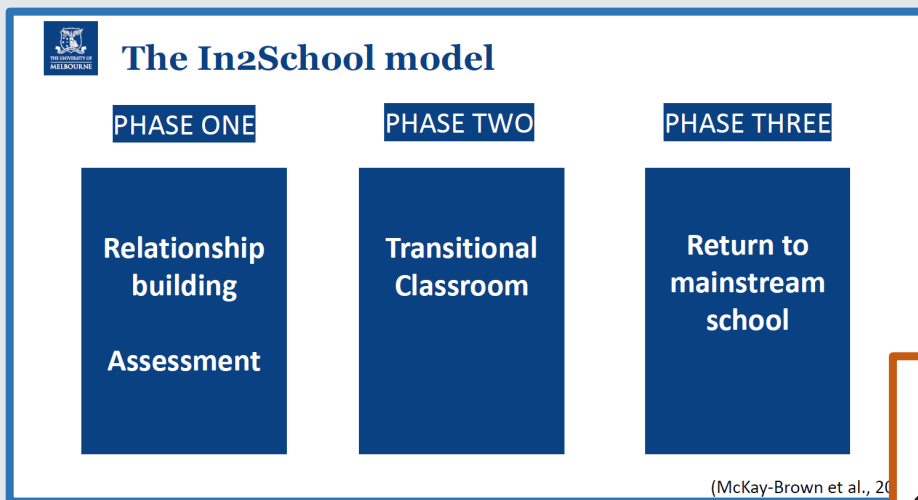 THE UNIVERSITY OF
MELBOURNE
The In2School model
PHASE ONE
Relationship
building
Assessment
PHASE TWO
Transitional
Classroom
PHASE THREE
Return to
mainstream
school
(McKay-Brown et al.,